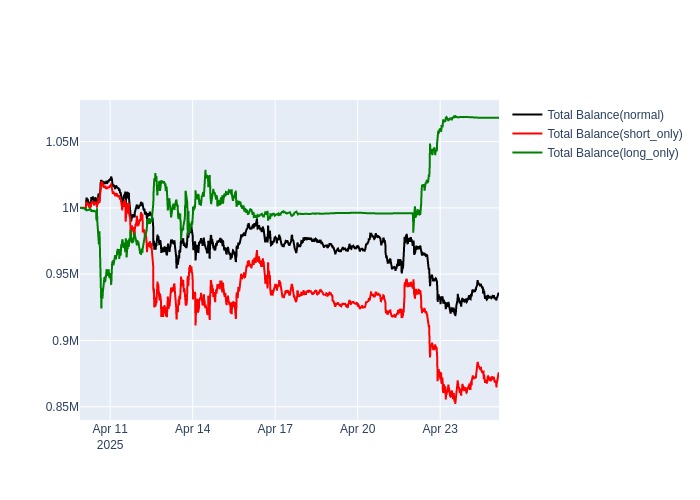 1.05M
1M
0.95M
0.9M
0.85M
Apr 11
2025
Apr 14
Apr 17
Apr 20
Apr 23
Total Balance(normal)
Total Balance(short_only)
Total Balance(long_only)